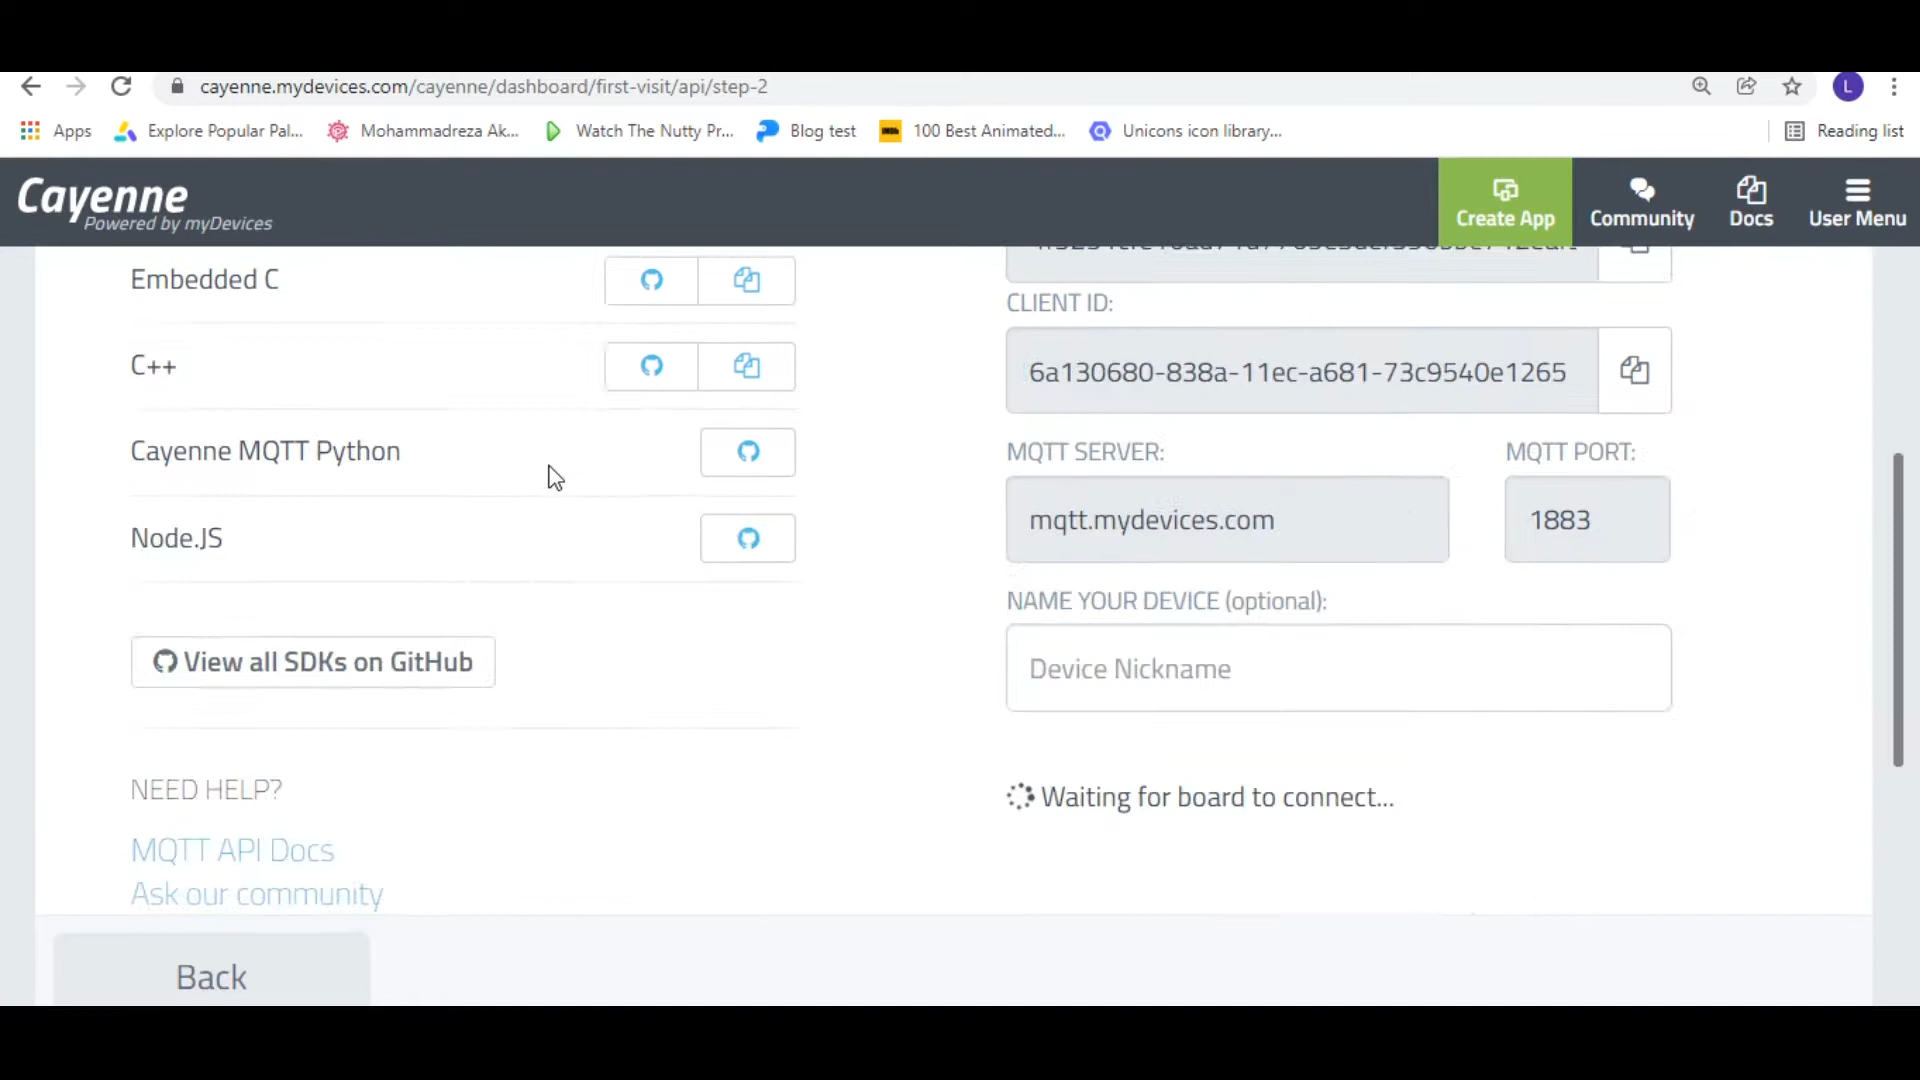 cayenne.mydevices.com/cayenne/dashboard/first-visit/api/step-2
L
Apps
Explore Popular Pal...
Mohammadreza Ak...
Watch The Nutty Pr...
Blog test
100 Best Animated...
Unicons icon library...
Reading list
Cayenne
Powered by myDevices
Create App
Community
Docs
User Menu
Embedded C
C++
Cayenne MQTT Python
Node.JS
View all SDKs on GitHub
NEED HELP?
MQTT API Docs
Ask our community
Back
CLIENT ID:
6a130680-838a-11ec-a681-73c9540e1265
MQTT SERVER:
MQTT PORT:
mqtt.mydevices.com
1883
NAME YOUR DEVICE (optional):
Device Nickname
Waiting for board to connect...